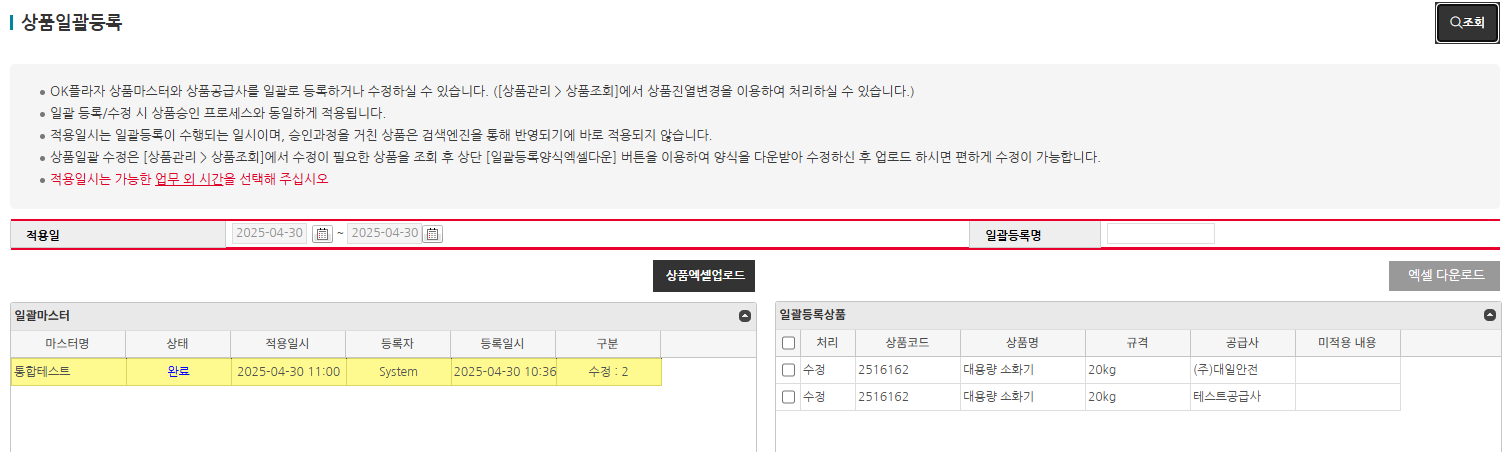 상품일괄등록
조회
OK플라자 상품마스터와 상품공급사를 일괄로 등록하거나 수정하실 수 있습니다. ([상품관리 > 상품조회]에서 상품진열변경을 이용하여 처리하실 수 있습니다.)
일괄 등록/수정 시 상품승인 프로세스와 동일하게 적용됩니다.
적용일시는 일괄등록이 수행되는 일시이며, 승인과정을 거친 상품은 검색엔진을 통해 반영되기에 바로 적용되지 않습니다.
상품일괄 수정은 [상품관리 > 상품조회]에서 수정이 필요한 상품을 조회 후 상단 [일괄등록양식엑셀다운] 버튼을 이용하여 양식을 다운받아 수정하신 후 업로드 하시면 편하게 수정이 가능합니다.
적용일시는 가능한 업무 외 시간을 선택해 주십시오
적용일 2025-04-30 ~ 2025-04-30 일괄등록명
상품엑셀업로드
엑셀 다운로드
일괄마스터
마스터명 상태 적용일시 등록자 등록일시 구분
통합테스트 완료 2025-04-30 11:00 System 2025-04-30 10:36 수정 : 2
일괄등록상품
처리 상품코드 상품명 규격 공급사 미적용 내용
수정 2516162 대용량 소화기 20kg (주)대일안전
수정 2516162 대용량 소화기 20kg 테스트공급사